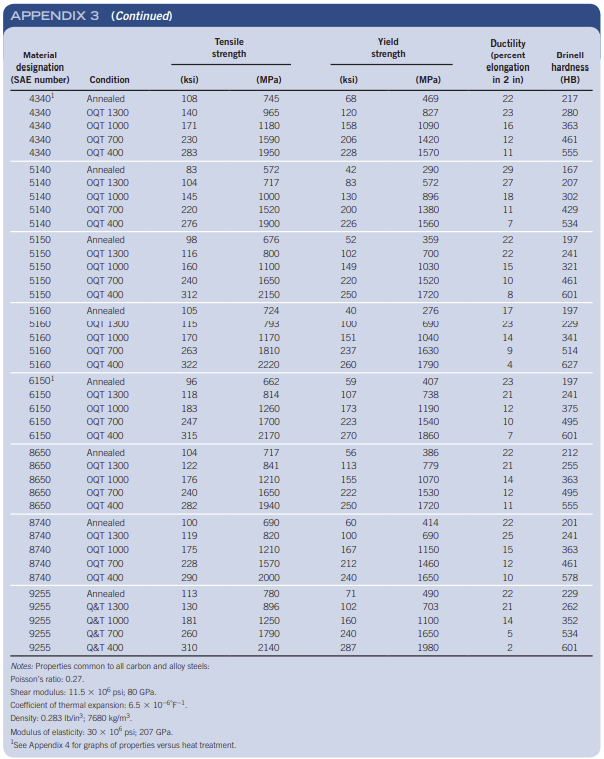 APPENDIX 3 (Continued)
Material designation (SAE number) Condition Tensile strength (ksi) (MPa) Yield strength (ksi) (MPa) Ductility (percent elongation in 2 in) Brinell hardness (HB)
4340¹ Annealed 108 745 68 469 22 217
4340 OQT 1300 140 965 120 827 23 280
4340 OQT 1000 171 1180 158 1090 16 363
4340 OQT 700 230 1590 206 1420 12 461
4340 OQT 400 283 1950 228 1570 11 555
5140 Annealed 83 572 42 290 29 167
5140 OQT 1300 104 717 83 572 27 207
5140 OQT 1000 145 1000 130 896 18 302
5140 OQT 700 220 1520 200 1380 11 429
5140 OQT 400 276 1900 226 1560 7 534
5150 Annealed 98 676 52 359 22 197
5150 OQT 1300 116 800 102 700 22 241
5150 OQT 1000 160 1100 149 1030 15 321
5150 OQT 700 240 1650 220 1520 10 461
5150 OQT 400 312 2150 250 1720 8 601
5160 Annealed 105 724 40 276 17 197
5160 OQT 1300 115 793 100 690 23 229
5160 OQT 1000 170 1170 151 1040 14 341
5160 OQT 700 263 1810 237 1630 9 514
5160 OQT 400 322 2220 260 1790 4 627
6150¹ Annealed 96 662 59 407 23 197
6150 OQT 1300 118 814 107 738 21 241
6150 OQT 1000 183 1260 173 1190 12 375
6150 OQT 700 247 1700 223 1540 10 495
6150 OQT 400 315 2170 270 1860 7 601
8650 Annealed 104 717 56 386 22 212
8650 OQT 1300 122 841 113 779 21 255
8650 OQT 1000 176 1210 155 1070 14 363
8650 OQT 700 240 1650 222 1530 12 495
8650 OQT 400 282 1940 250 1720 11 555
8740 Annealed 100 690 60 414 22 201
8740 OQT 1300 119 820 100 690 25 241
8740 OQT 1000 175 1210 167 1150 15 363
8740 OQT 700 228 1570 212 1460 12 461
8740 OQT 400 290 2000 240 1650 10 578
9255 Annealed 113 780 71 490 22 229
9255 Q&T 1300 130 896 102 703 21 262
9255 Q&T 1000 181 1250 160 1100 14 352
9255 Q&T 700 260 1790 240 1650 5 534
9255 Q&T 400 310 2140 287 1980 2 601
Notes: Properties common to all carbon and alloy steels:
Poisson's ratio: 0.27.
Shear modulus: 11.5 × 10⁶ psi; 80 GPa.
Coefficient of thermal expansion: 6.5 × 10⁻⁶°F⁻¹.
Density: 0.283 lb/in³; 7680 kg/m³.
Modulus of elasticity: 30 × 10⁶ psi; 207 GPa.
¹See Appendix 4 for graphs of properties versus heat treatment.